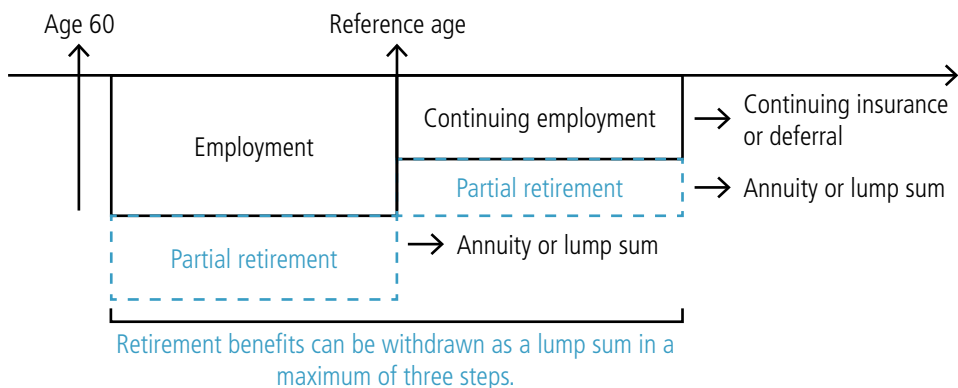 Age 60
Reference age
Employment
Continuing employment
Continuing insurance
or deferral
Partial retirement
Annuity or lump sum
Partial retirement
Annuity or lump sum
Retirement benefits can be withdrawn as a lump sum in a
maximum of three steps.